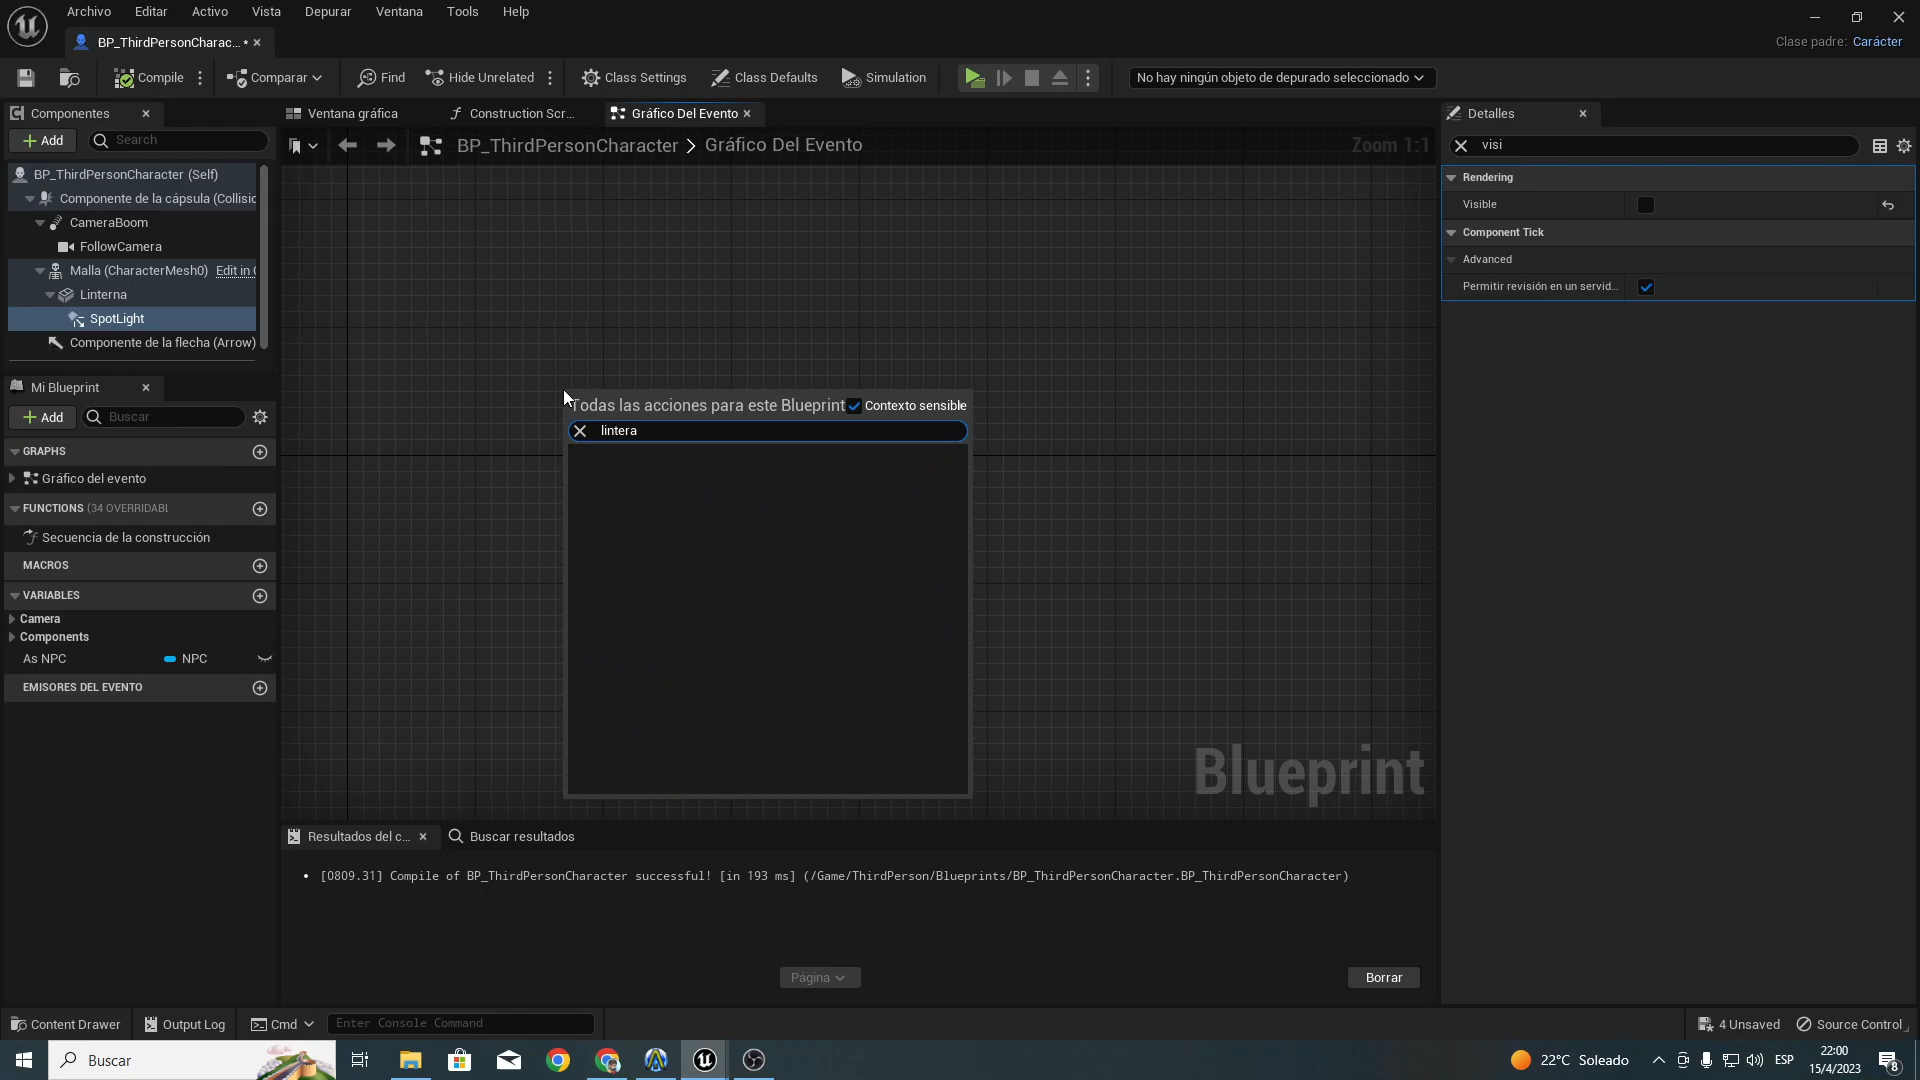 Archivo Editar Activo Vista Depurar Ventana Tools Help
BP_ThirdPersonCharac... *
Clase padre: Carácter
Compile Comparar Find Hide Unrelated Class Settings Class Defaults Simulation No hay ningún objeto de depurado seleccionado
Componentes Ventana gráfica Construction Scr... Gráfico Del Evento Detalles
Add Search BP_ThirdPersonCharacter Gráfico Del Evento Zoom 1:1 visi
BP_ThirdPersonCharacter (Self) Rendering
Componente de la cápsula (Collisic Visible
CameraBoom Component Tick
FollowCamera Advanced
Malla (CharacterMesh0) Edit in C Permitir revisión en un servid...
Linterna
SpotLight
Componente de la flecha (Arrow)
Mi Blueprint
Add Buscar
Todas las acciones para este Blueprint Contexto sensible
lintera
GRAPHS
Gráfico del evento
FUNCTIONS (34 OVERRIDABL
Secuencia de la construcción
MACROS
VARIABLES
Camera
Components
As NPC NPC
EMISORES DEL EVENTO
Blueprint
Resultados del c... Buscar resultados
• [0809.31] Compile of BP_ThirdPersonCharacter successful! [in 193 ms] (/Game/ThirdPerson/Blueprints/BP_ThirdPersonCharacter.BP_ThirdPersonCharacter)
Página Borrar
Content Drawer Output Log Cmd Enter Console Command 4 Unsaved Source Control
Buscar 22°C Soleado ESP 22:00
15/4/2023 8